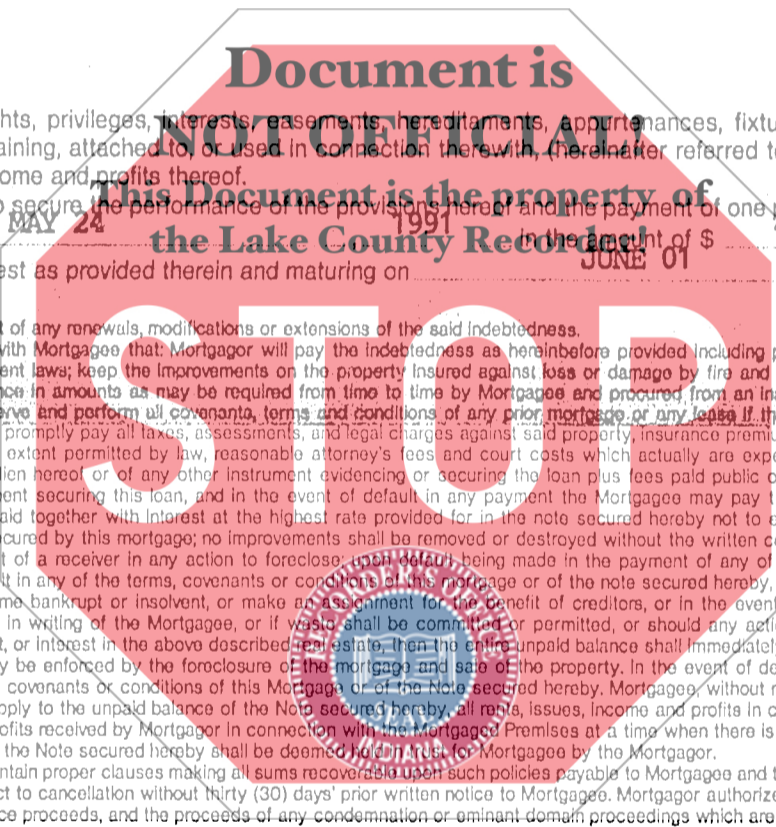 Document is
NOT OFFICIAL!
This Document is the property of
the Lake County Recorder!
STOP
hts, privileges, interests, easements, hereditaments, appurtenances, fixtu
aining, attached to, or used in connection therewith, (hereinafter referred t
ome and profits thereof.
o secure the performance of the provisions hereof and the payment of one
MAY 24 1991 in the amount of $
JUNE 01
est as provided therein and maturing on
t of any renewals, modifications or extensions of the said indebtedness.
with Mortgagee that: Mortgagor will pay the indebtedness as hereinbefore provided including p
ent laws; keep the improvements on the property insured against loss or damage by fire and
nce in amounts as may be required from time to time by Mortgagee and procured from an in
erve and perform all covenants, terms and conditions of any prior mortgage or any lease if th
promptly pay all taxes, assessments, and legal charges against said property, insurance premi
extent permitted by law, reasonable attorney's fees and court costs which actually are expe
en hereof or of any other instrument evidencing or securing the loan plus fees paid public o
ent securing this loan, and in the event of default in any payment the Mortgagee may pay t
aid together with interest at the highest rate provided for in the note secured hereby not to e
cured by this mortgage; no improvements shall be removed or destroyed without the written c
t of a receiver in any action to foreclose; upon default being made in the payment of any of
lt in any of the terms, covenants or conditions of this mortgage or of the note secured hereby,
me bankrupt or insolvent, or make an assignment for the benefit of creditors, or in the event
in writing of the Mortgagee, or if waste shall be committed or permitted, or should any acti
t, or interest in the above described real estate, then the entire unpaid balance shall immediately
y be enforced by the foreclosure of the mortgage and sale of the property. In the event of de
covenants or conditions of this Mortgage or of the Note secured hereby. Mortgagee, without n
pply to the unpaid balance of the Note secured hereby, all rents, issues, income and profits in c
ofits received by Mortgagor in connection with the Mortgaged Premises at a time when there is
the Note secured hereby shall be deemed held in trust for Mortgagee by the Mortgagor.
ntain proper clauses making all sums recoverable upon such policies payable to Mortgagee and t
ct to cancellation without thirty (30) days' prior written notice to Mortgagee. Mortgagor authorize
ce proceeds, and the proceeds of any condemnation or eminent domain proceedings which are
RECORDER'S OFFICE
SEAL
INDIANA